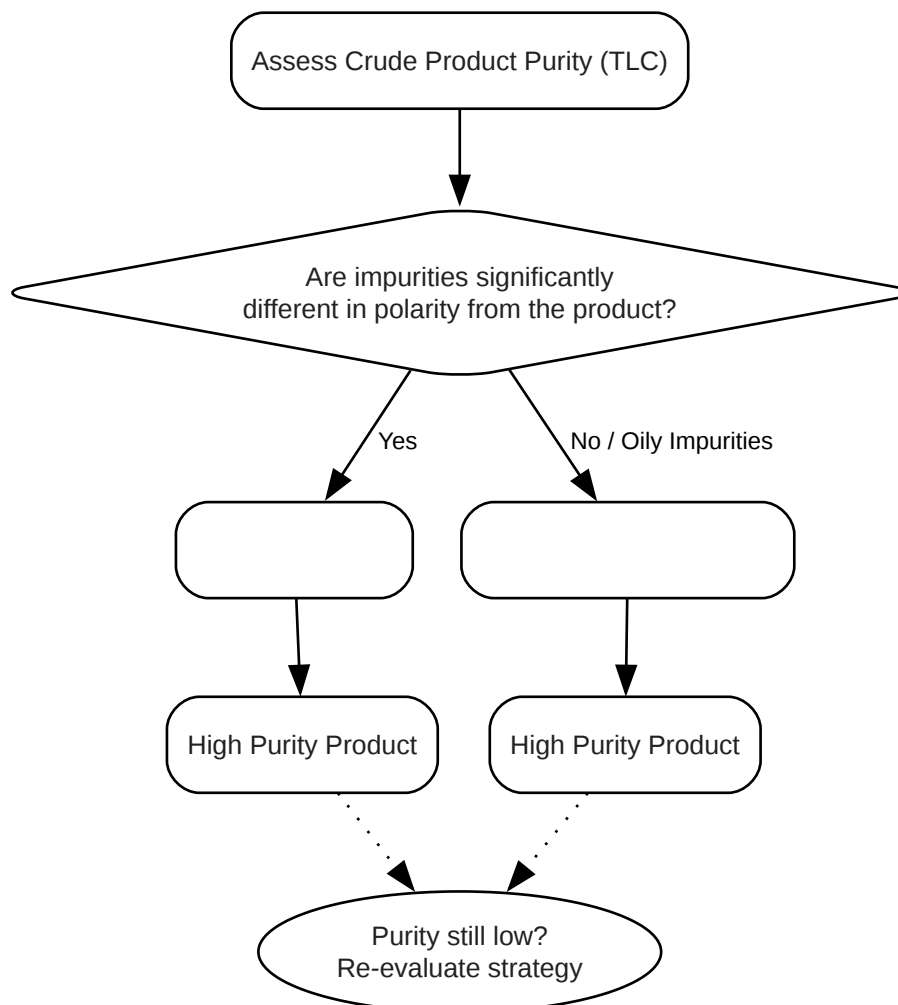 Assess Crude Product Purity (TLC)
Are impurities significantly
different in polarity from the product?
Yes
No / Oily Impurities
High Purity Product
High Purity Product
Purity still low?
Re-evaluate strategy